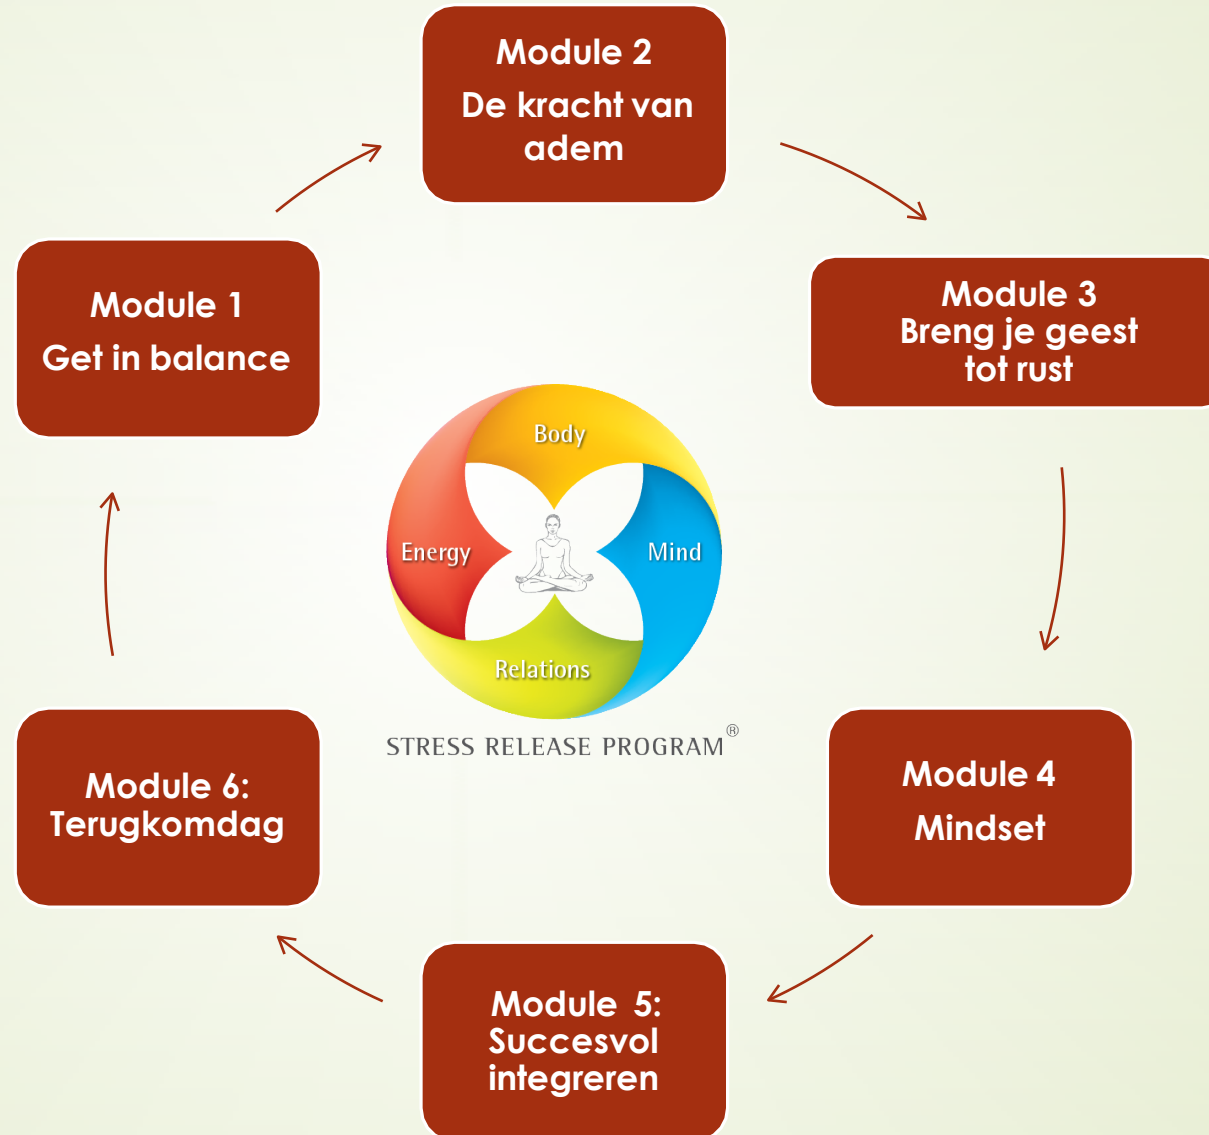 Module 1
Get in balance
Module 2
De kracht van
adem
Module 3
Breng je geest
tot rust
Module 4
Mindset
Module 5:
Succesvol
integreren
Module 6:
Terugkomdag
Body
Energy
Mind
Relations
STRESS RELEASE PROGRAM®